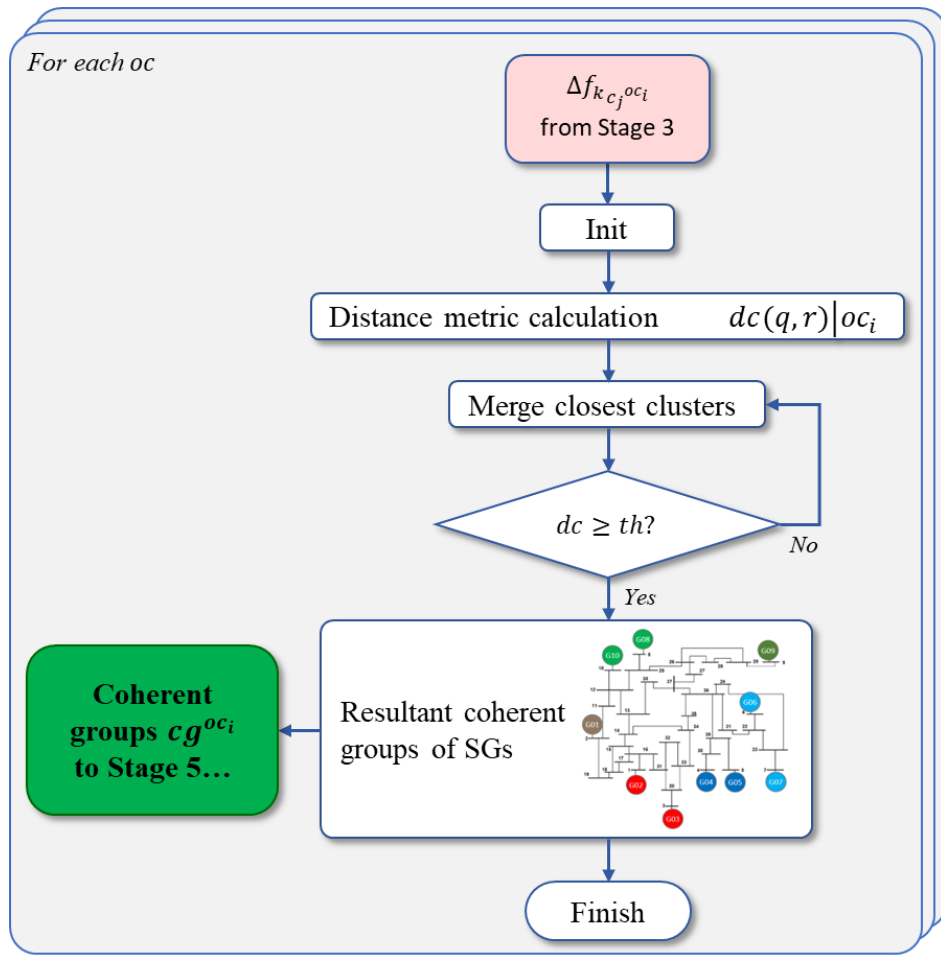 For each oc
Δf_{k_{c_j}^{oc_i}}
from Stage 3
Init
Distance metric calculation dc(q,r)|oc_i
Merge closest clusters
dc ≥ th?
No
Yes
Coherent
groups cg^{oc_i}
to Stage 5…
Resultant coherent
groups of SGs
G08
G10
G09
G06
G01
G02
G04
G05
G07
G03
Finish